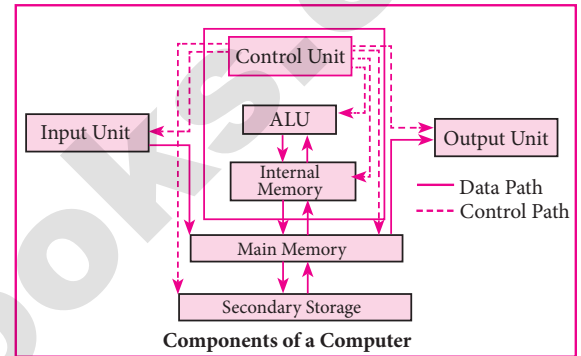 Control Unit
Input Unit
ALU
Output Unit
Internal
Memory
Data Path
Control Path
Main Memory
Secondary Storage
Components of a Computer